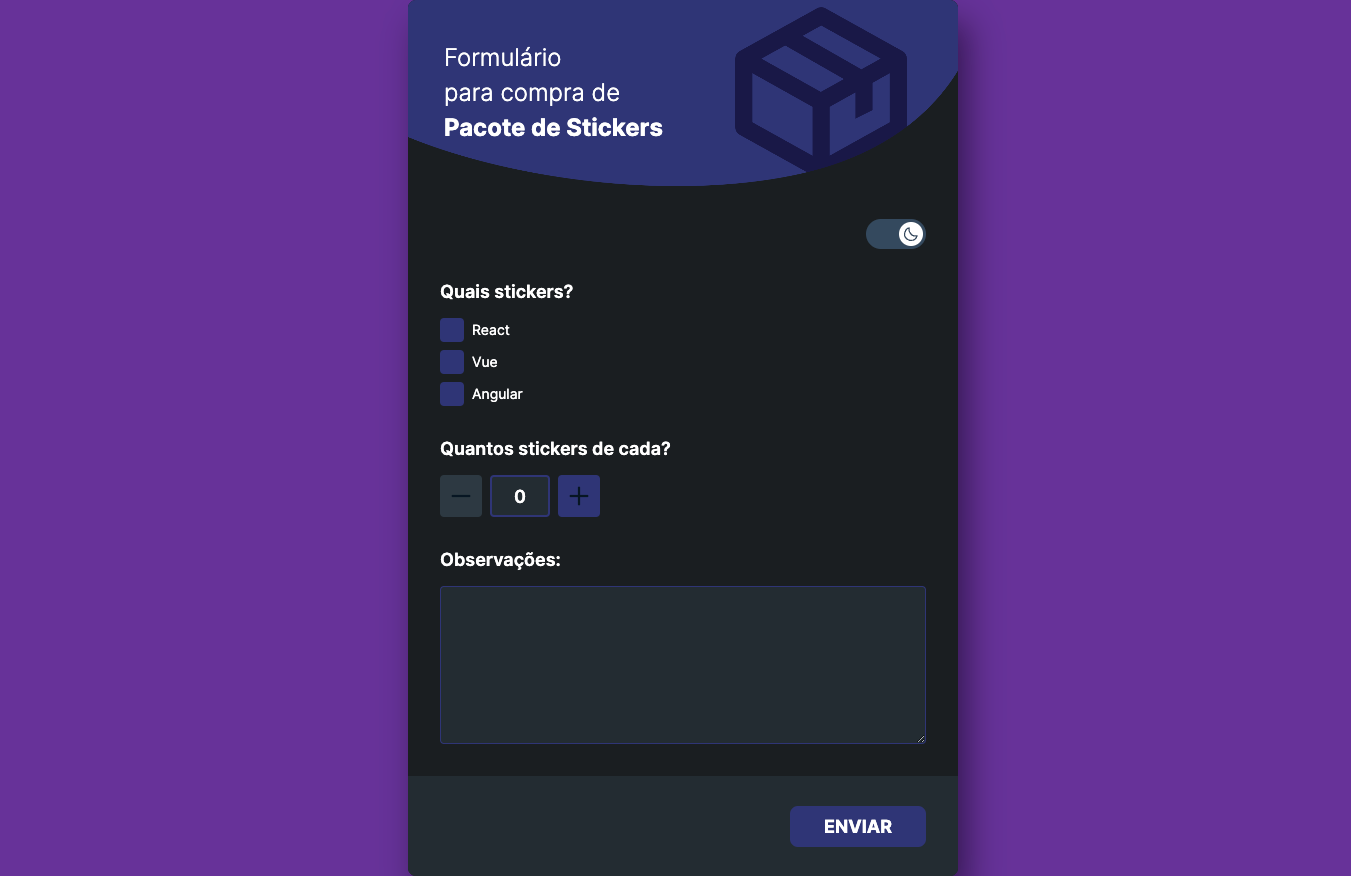 Formulário
para compra de
Pacote de Stickers
Quais stickers?
React
Vue
Angular
Quantos stickers de cada?
0
Observações:
ENVIAR